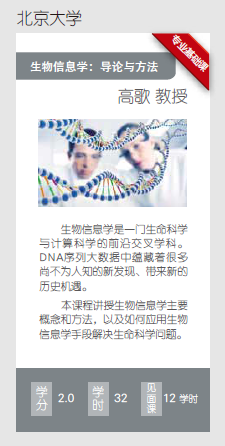 北京大学
专业基础课
生物信息学：导论与方法
高歌 教授
生物信息学是一门生命科学
与计算科学的前沿交叉学科。
DNA序列大数据中蕴藏着很多
尚不为人知的新发现、带来新的
历史机遇。
本课程讲授生物信息学主要
概念和方法，以及如何应用生物
信息学手段解决生命科学问题。
学分 2.0 学时 32 见面课 12 学时